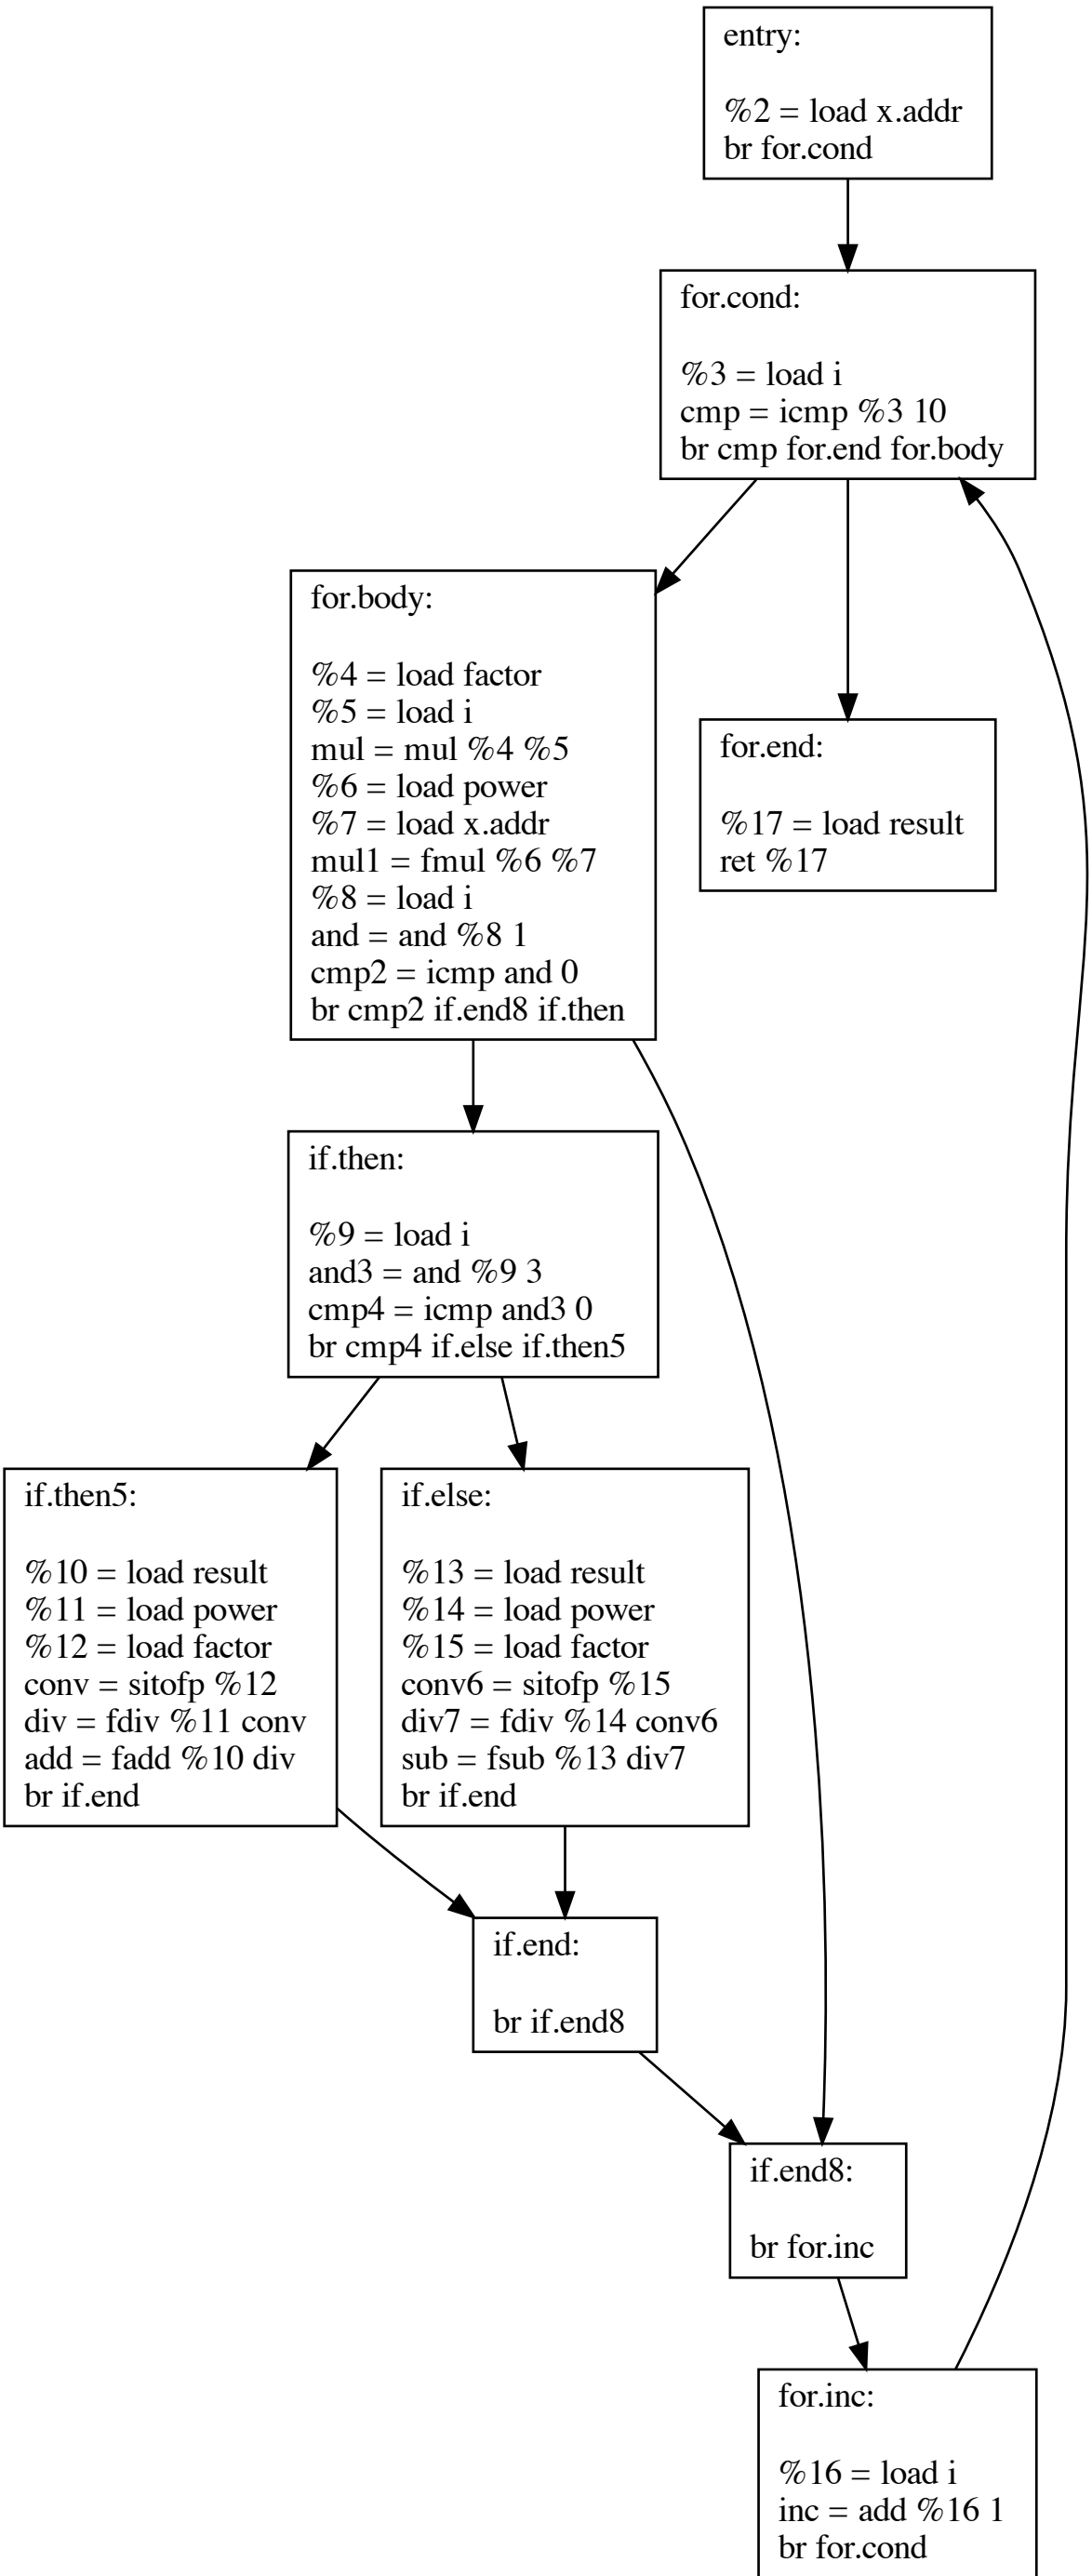 entry:
%2 = load x.addr
br for.cond
for.cond:
%3 = load i
cmp = icmp %3 10
br cmp for.end for.body
for.body:
%4 = load factor
%5 = load i
mul = mul %4 %5
%6 = load power
%7 = load x.addr
mul1 = fmul %6 %7
%8 = load i
and = and %8 1
cmp2 = icmp and 0
br cmp2 if.end8 if.then
for.end:
%17 = load result
ret %17
if.then:
%9 = load i
and3 = and %9 3
cmp4 = icmp and3 0
br cmp4 if.else if.then5
if.then5:
%10 = load result
%11 = load power
%12 = load factor
conv = sitofp %12
div = fdiv %11 conv
add = fadd %10 div
br if.end
if.else:
%13 = load result
%14 = load power
%15 = load factor
conv6 = sitofp %15
div7 = fdiv %14 conv6
sub = fsub %13 div7
br if.end
if.end:
br if.end8
if.end8:
br for.inc
for.inc:
%16 = load i
inc = add %16 1
br for.cond